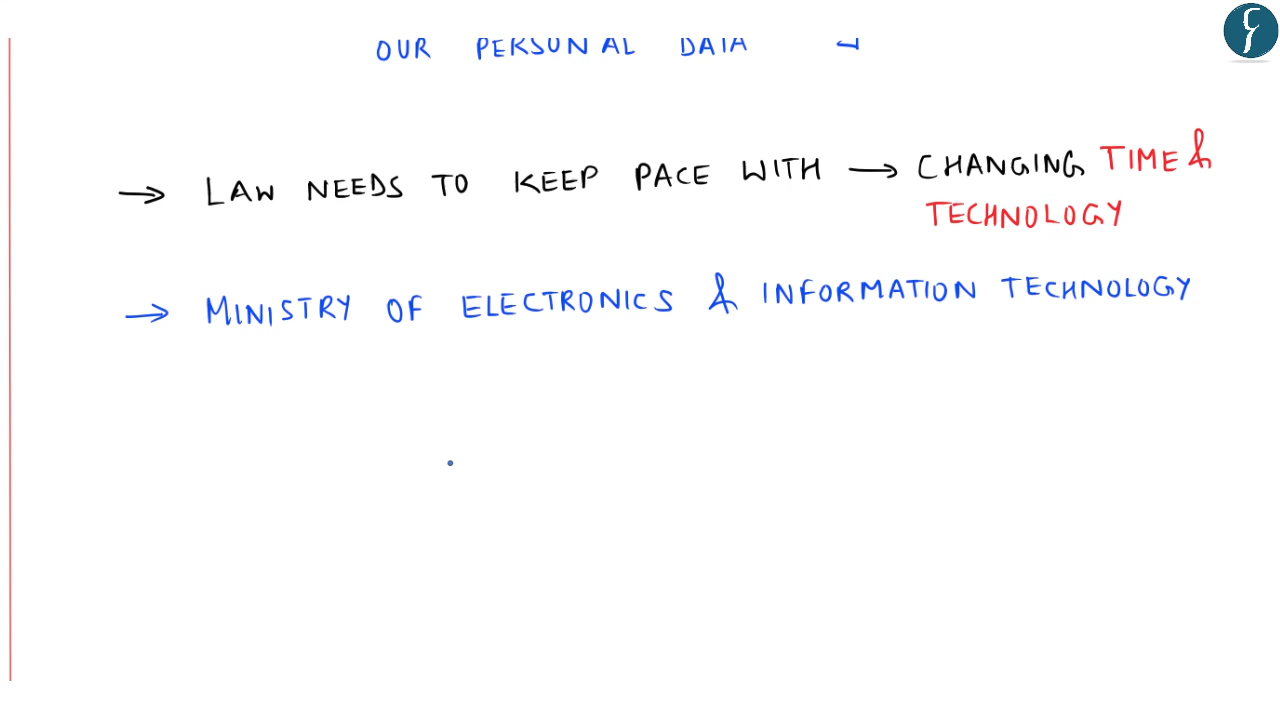 OUR PERSONAL DATA
→ LAW NEEDS TO KEEP PACE WITH → CHANGING TIME &
TECHNOLOGY
→ MINISTRY OF ELECTRONICS & INFORMATION TECHNOLOGY